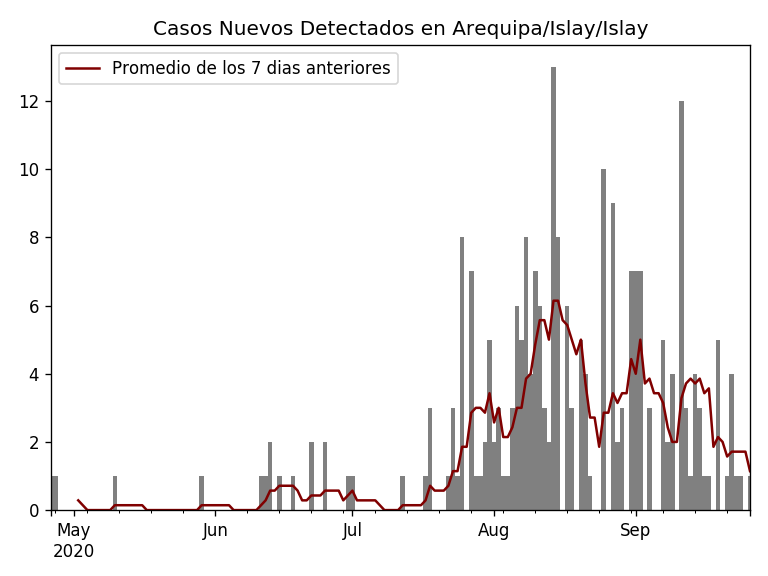 Casos Nuevos Detectados en Arequipa/Islay/Islay
Promedio de los 7 dias anteriores
12
10
8
6
4
2
0
May Jun Jul Aug Sep
2020